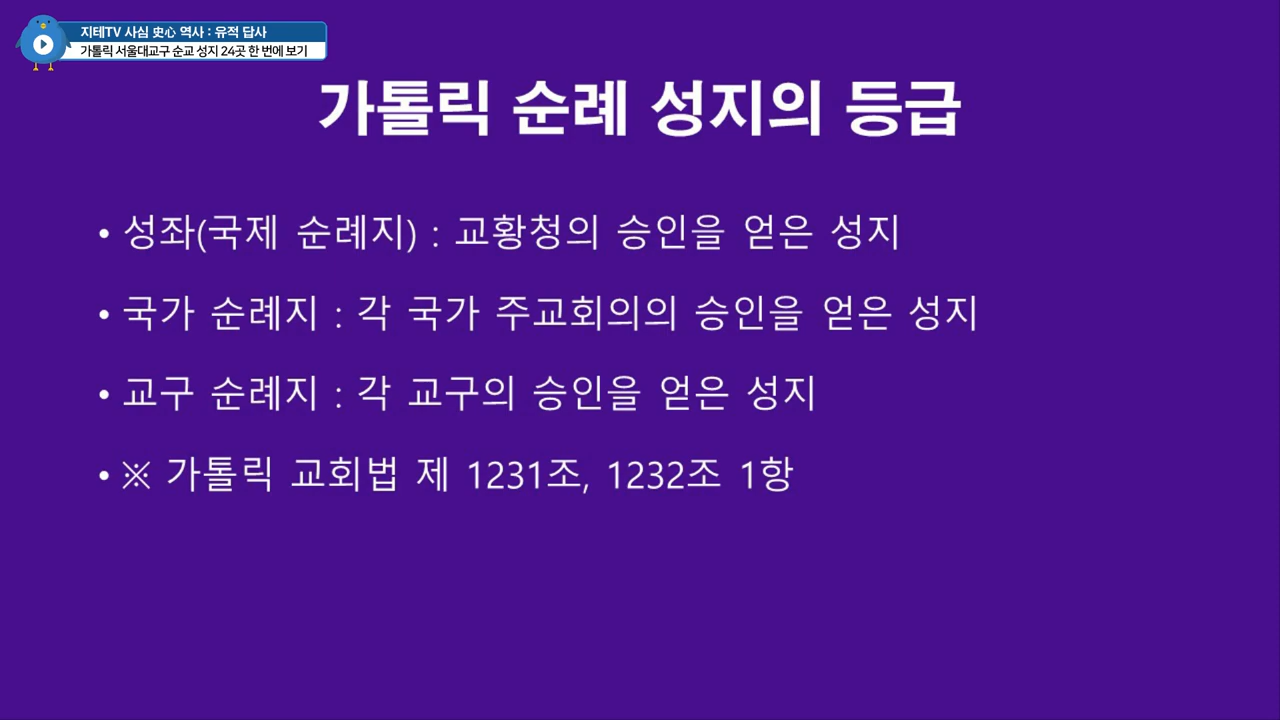 지테TV 사심 史心 역사 : 유적 답사
가톨릭 서울대교구 순교 성지 24곳 한 번에 보기
가톨릭 순례 성지의 등급
• 성좌(국제 순례지) : 교황청의 승인을 얻은 성지
• 국가 순례지 : 각 국가 주교회의의 승인을 얻은 성지
• 교구 순례지 : 각 교구의 승인을 얻은 성지
• ※ 가톨릭 교회법 제 1231조, 1232조 1항